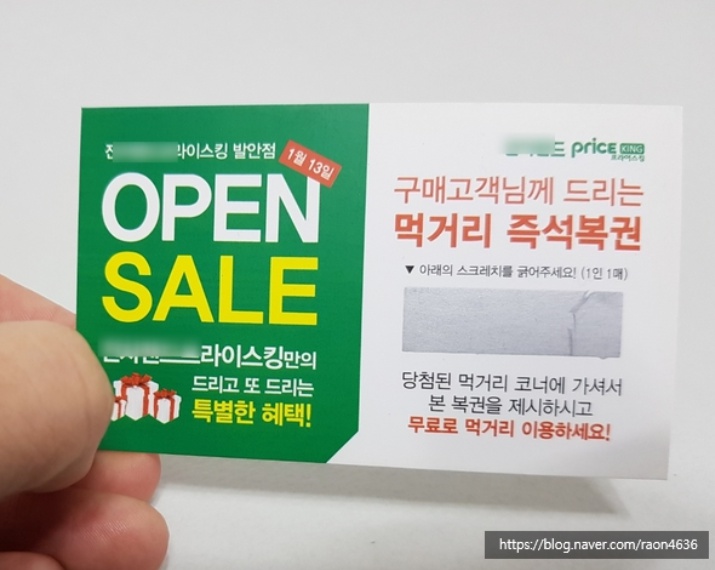 라이스킹 발안점
1월 13일
OPEN
SALE
라이스킹만의
드리고 또 드리는
특별한 혜택!
price KING
프라이스킹
구매고객님께 드리는
먹거리 즉석복권
▼ 아래의 스크레치를 긁어주세요! (1인 1매)
당첨된 먹거리 코너에 가셔서
본 복권을 제시하시고
무료로 먹거리 이용하세요!
https://blog.naver.com/raon4636